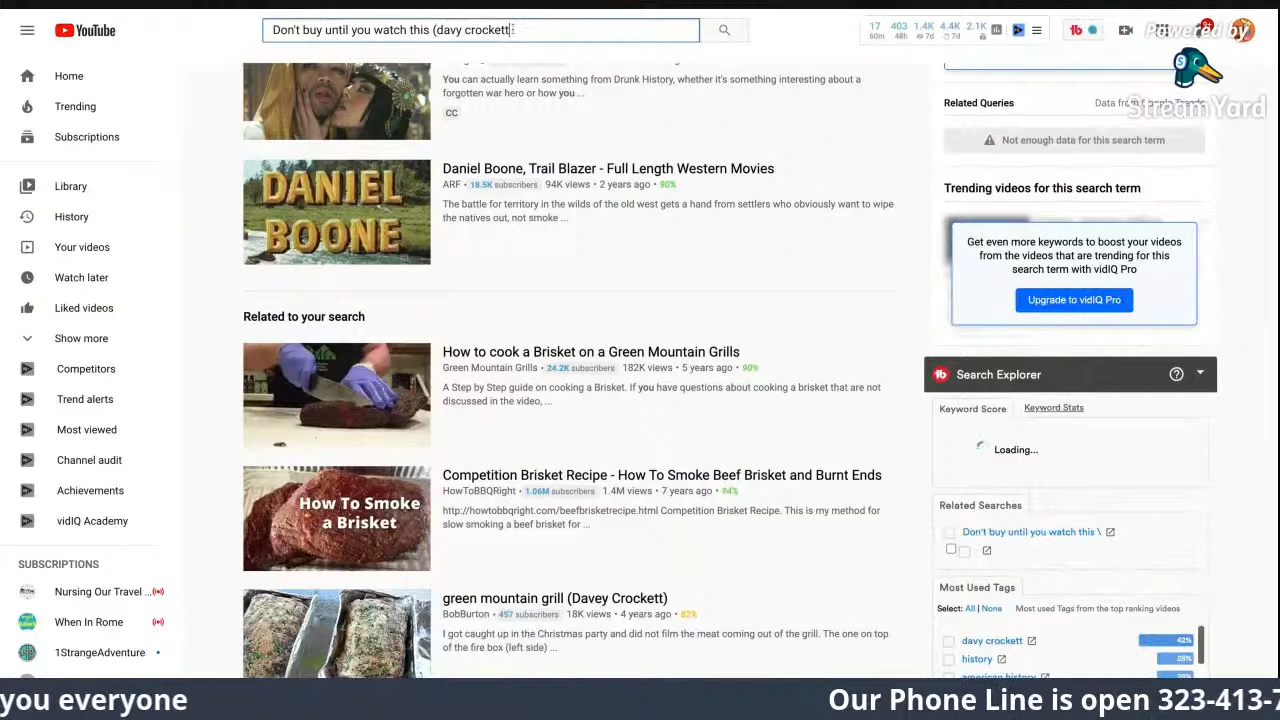 YouTube
Don't buy until you watch this (davy crockett
17 403 1.4K 4.4K 2.1K
60m 48h 7d 7d
Powered by
StreamYard
Home
Trending
Subscriptions
Library
History
Your videos
Watch later
Liked videos
Show more
Competitors
Trend alerts
Most viewed
Channel audit
Achievements
vidIQ Academy
SUBSCRIPTIONS
Nursing Our Travel ...
When In Rome
1StrangeAdventure
You can actually learn something from Drunk History, whether it's something interesting about a
forgotten war hero or how you ...
CC
DANIEL
BOONE
Daniel Boone, Trail Blazer - Full Length Western Movies
ARF • 18.5K subscribers 94K views • 2 years ago • 90%
The battle for territory in the wilds of the old west gets a hand from settlers who obviously want to wipe
the natives out, not smoke ...
Related to your search
How to cook a Brisket on a Green Mountain Grills
Green Mountain Grills • 24.2K subscribers 182K views • 5 years ago • 90%
A Step by Step guide on cooking a Brisket. If you have questions about cooking a brisket that are not
discussed in the video, ...
How To Smoke
a Brisket
Competition Brisket Recipe - How To Smoke Beef Brisket and Burnt Ends
HowToBBQRight • 1.06M subscribers 1.4M views • 7 years ago • 94%
http://howtobbqright.com/beefbrisketrecipe.html Competition Brisket Recipe. This is my method for
slow smoking a beef brisket for ...
green mountain grill (Davey Crockett)
BobBurton • 457 subscribers 18K views • 4 years ago • 82%
I got caught up in the Christmas party and did not film the meat coming out of the grill. The one on top
of the fire box (left side) ...
Related Queries
Data from Google Trends
Not enough data for this search term
Trending videos for this search term
Get even more keywords to boost your videos
from the videos that are trending for this
search term with vidIQ Pro
Upgrade to vidIQ Pro
Search Explorer
Keyword Score Keyword Stats
Loading...
Related Searches
Don't buy until you watch this \
Most Used Tags
Select: All | None Most used Tags from the top ranking videos
davy crockett 42%
history 28%
american history 28%
you everyone
Our Phone Line is open 323-413-7